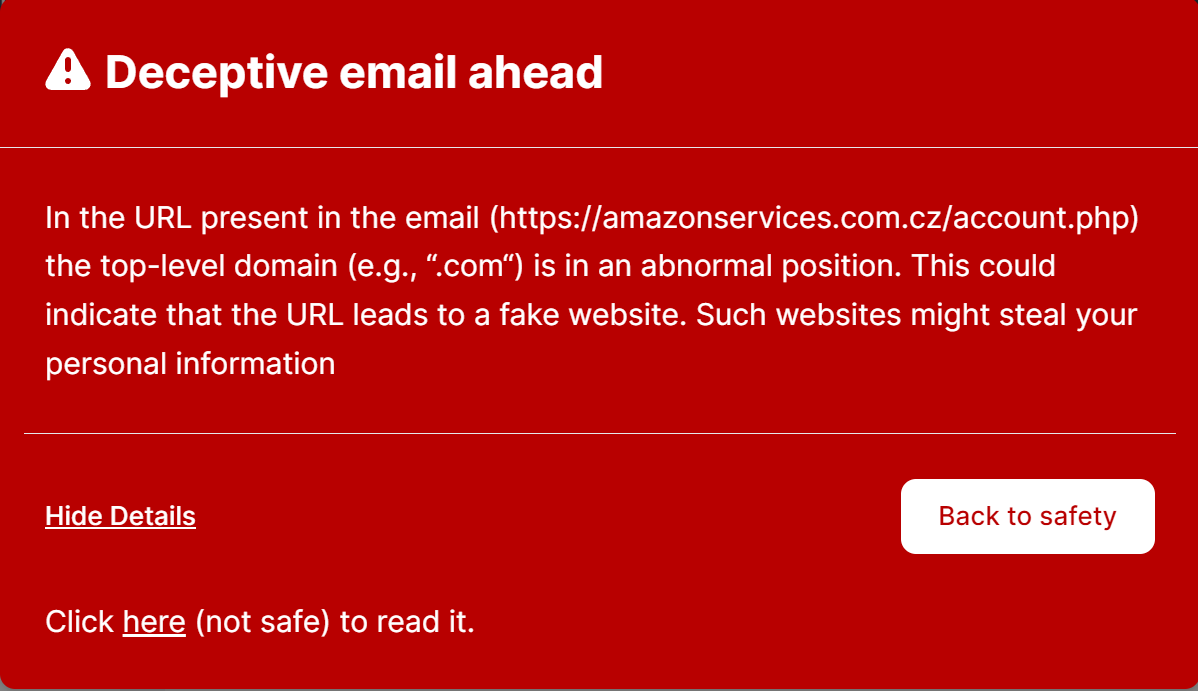 Deceptive email ahead
In the URL present in the email (https://amazonservices.com.cz/account.php)
the top-level domain (e.g., “.com“) is in an abnormal position. This could
indicate that the URL leads to a fake website. Such websites might steal your
personal information
Hide Details
Back to safety
Click here (not safe) to read it.